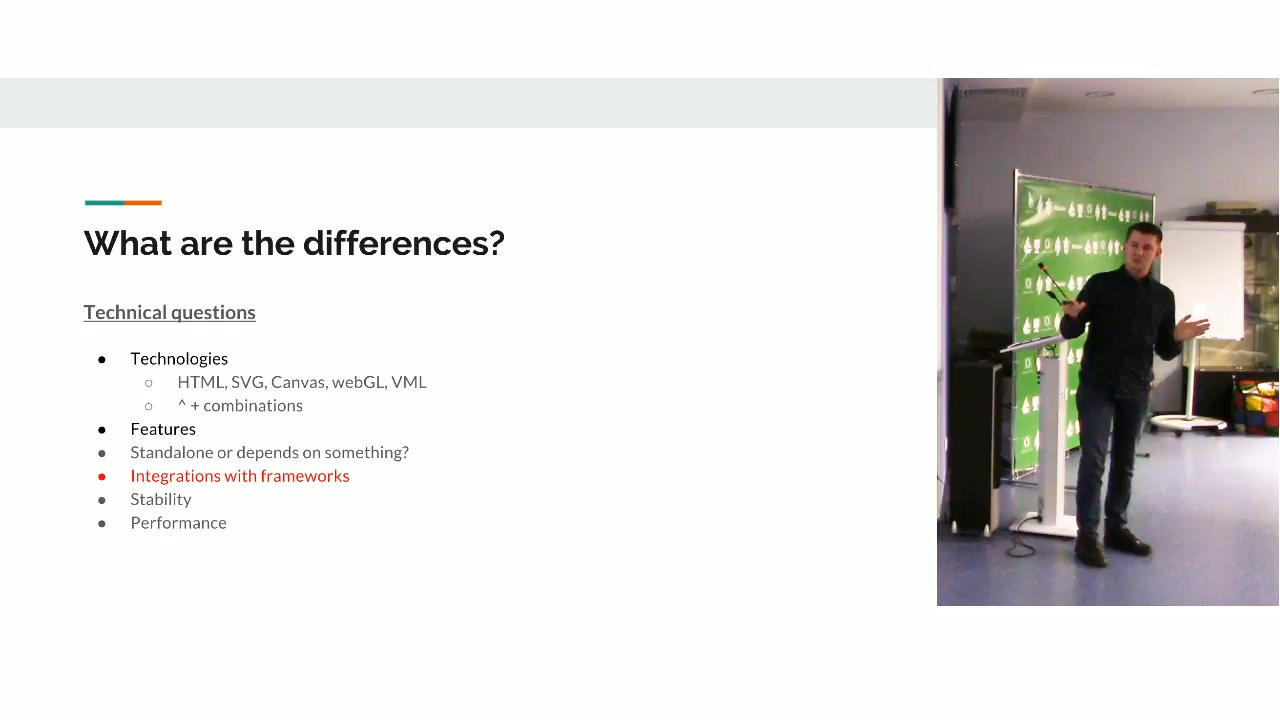 What are the differences?
Technical questions
● Technologies
○ HTML, SVG, Canvas, webGL, VML
○ ^ + combinations
● Features
● Standalone or depends on something?
● Integrations with frameworks
● Stability
● Performance